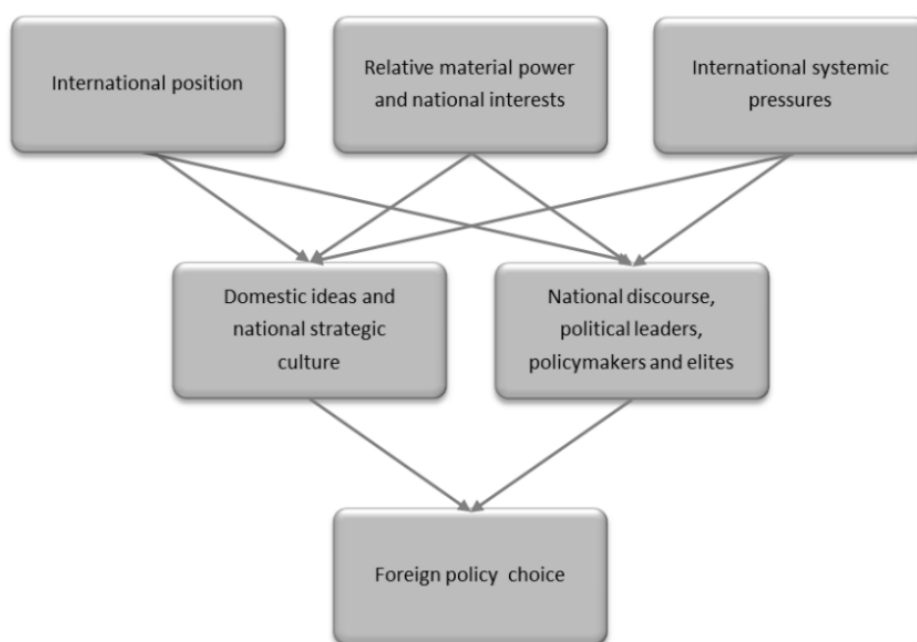 International position
Relative material power
and national interests
International systemic
pressures
Domestic ideas and
national strategic
culture
National discourse,
political leaders,
policymakers and elites
Foreign policy choice